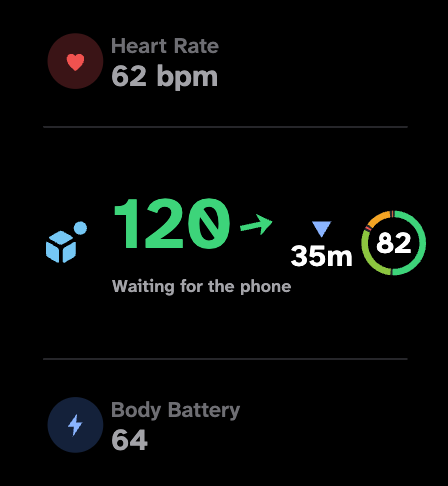 Heart Rate
62 bpm
120
35m
82
Waiting for the phone
Body Battery
64